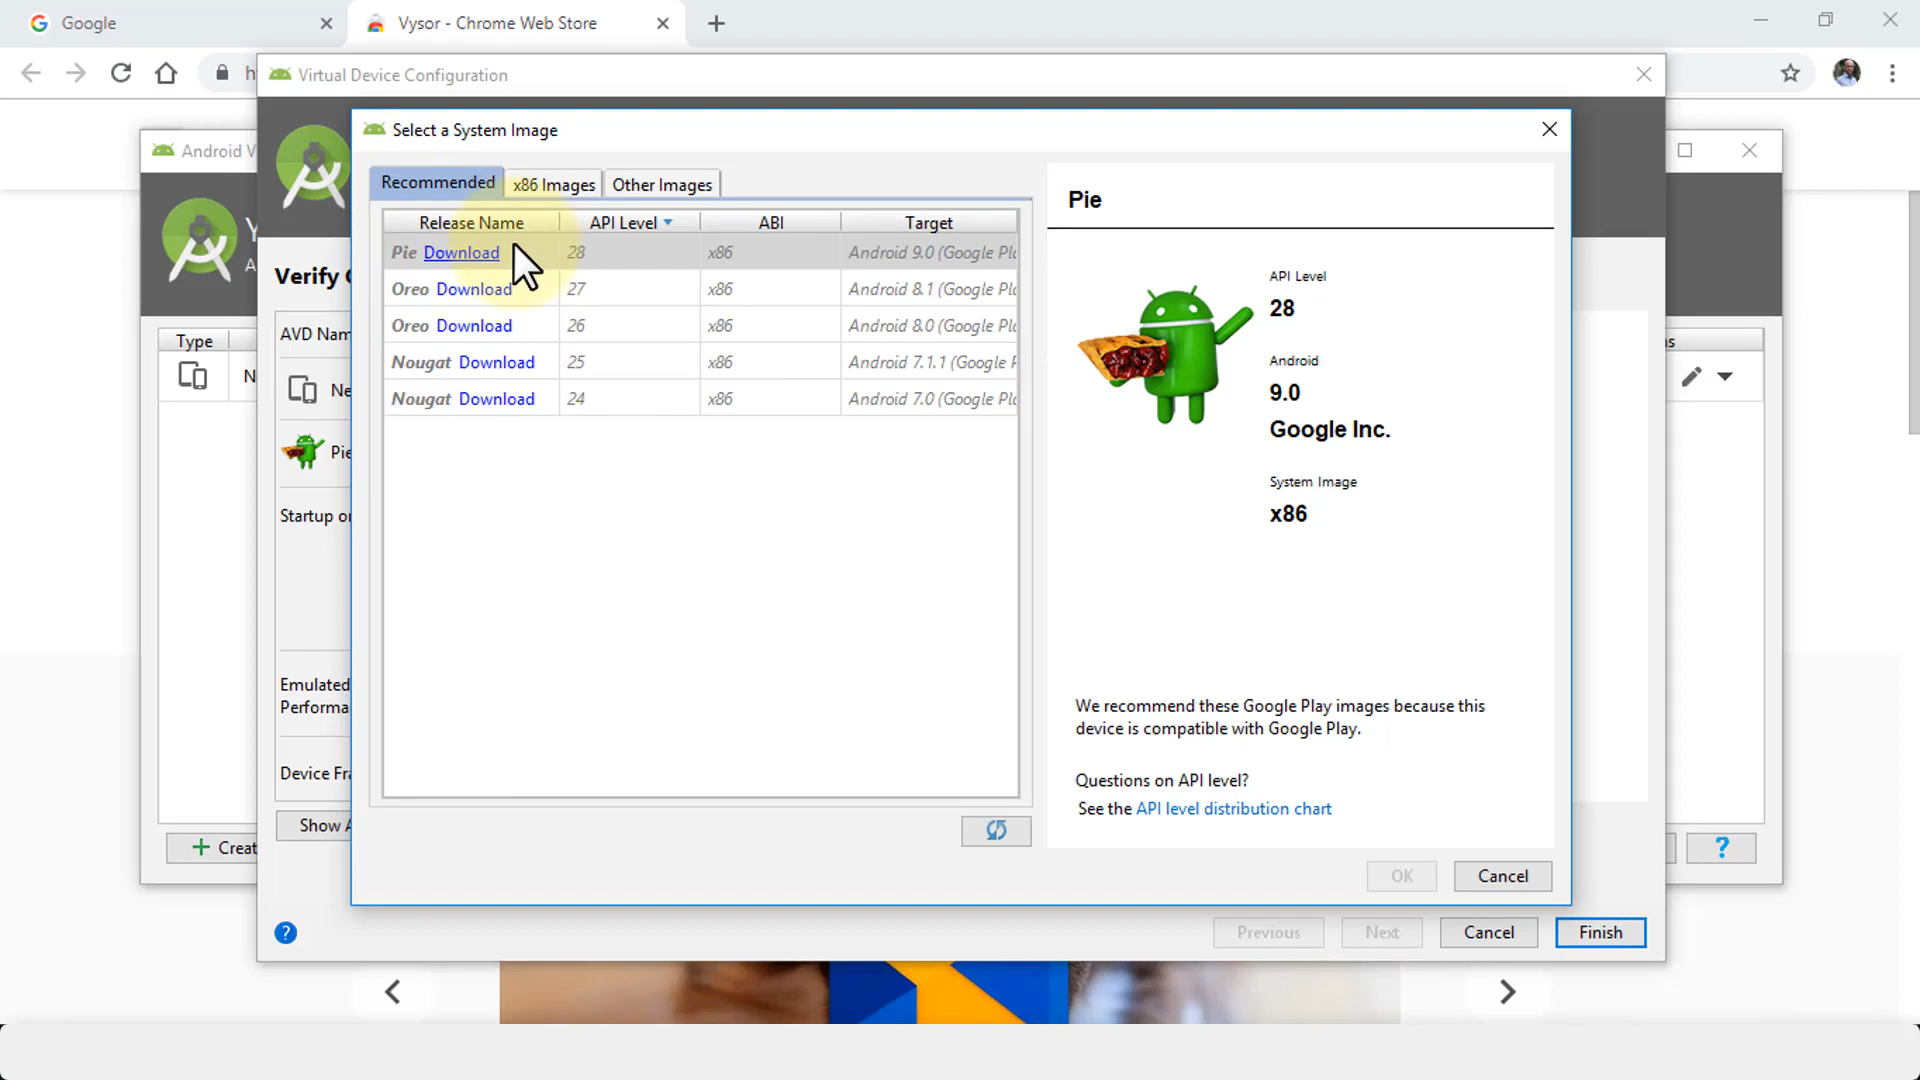 Google
Vysor - Chrome Web Store
Virtual Device Configuration
Select a System Image
Recommended
x86 Images
Other Images
Release Name API Level ABI Target
Pie Download 28 x86 Android 9.0 (Google Pl
Oreo Download 27 x86 Android 8.1 (Google Pl
Oreo Download 26 x86 Android 8.0 (Google Pl
Nougat Download 25 x86 Android 7.1.1 (Google
Nougat Download 24 x86 Android 7.0 (Google Pl
Pie
API Level
28
Android
9.0
Google Inc.
System Image
x86
We recommend these Google Play images because this
device is compatible with Google Play.
Questions on API level?
See the API level distribution chart
OK
Cancel
Android V
Y
A
Type
N
+ Creat
Verify
AVD Nam
Ne
Pie
Startup or
Emulated
Performa
Device Fra
Show A
s
?
?
Previous
Next
Cancel
Finish